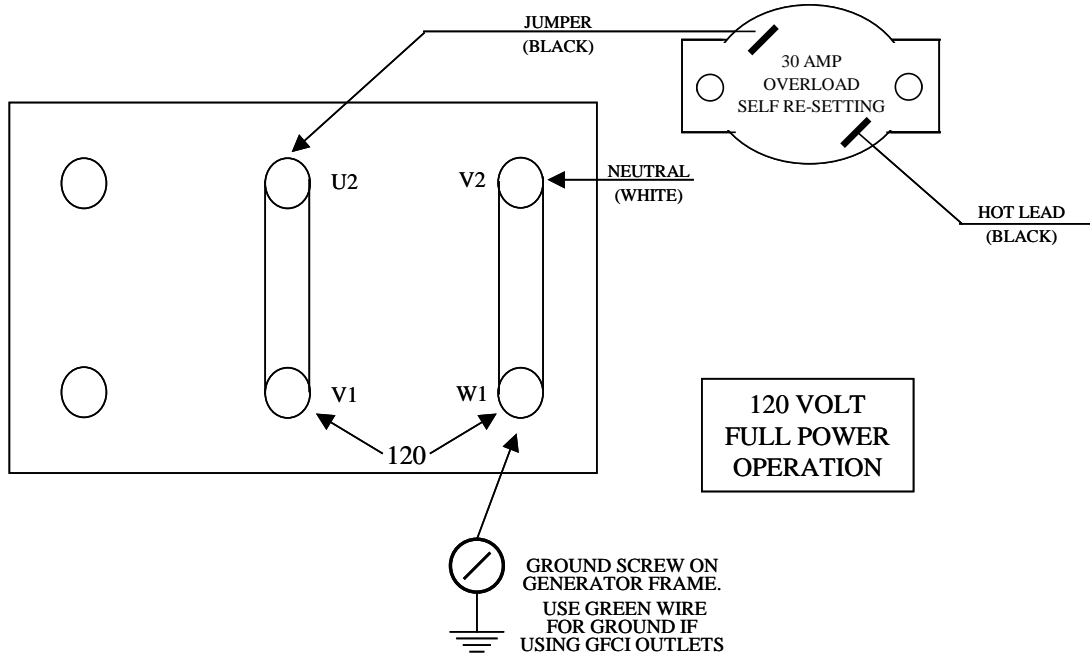 JUMPER
(BLACK)
30 AMP
OVERLOAD
SELF RE-SETTING
U2
V2
NEUTRAL
(WHITE)
HOT LEAD
(BLACK)
V1
W1
120
120 VOLT
FULL POWER
OPERATION
GROUND SCREW ON
GENERATOR FRAME.
USE GREEN WIRE
FOR GROUND IF
USING GFCI OUTLETS